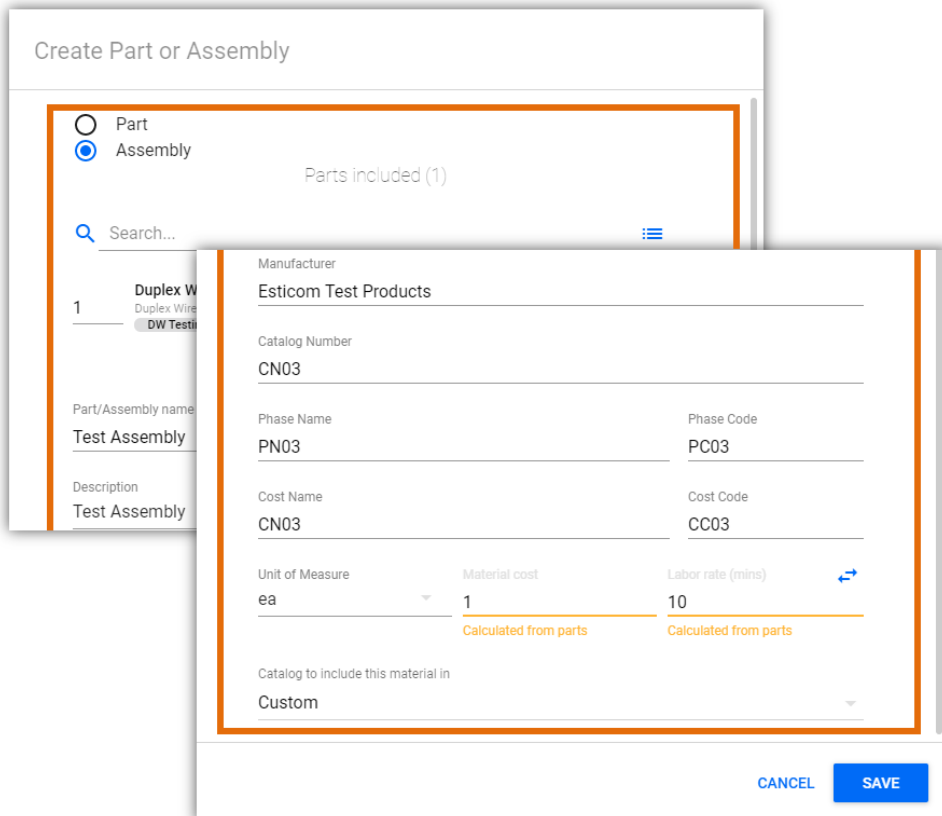 Create Part or Assembly
Part
Assembly
Parts included (1)
Search...
1
Duplex W
Duplex Wire
DW Testin
Part/Assembly name
Test Assembly
Description
Test Assembly
Manufacturer
Esticom Test Products
Catalog Number
CN03
Phase Name Phase Code
PN03 PC03
Cost Name Cost Code
CN03 CC03
Unit of Measure Material cost Labor rate (mins)
ea 1 10
Calculated from parts Calculated from parts
Catalog to include this material in
Custom
CANCEL SAVE